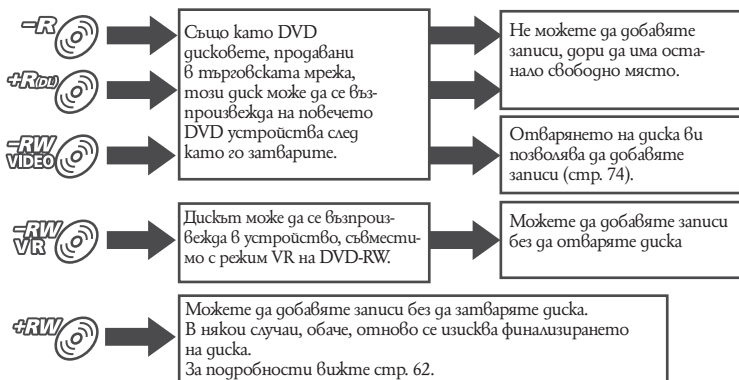 -R
Също като DVD
дисковете, продавани
в търговската мрежа,
този диск може да се въз-
произвежда на повечето
DVD устройства след
като го затварите.
Не можете да добавяте
записи, дори да има оста-
нало свободно място.
+R(DL)
-RW
VIDEO
Отварянето на диска ви
позволява да добавяте
записи (стр. 74).
-RW
VR
Дискът може да се възпроиз-
вежда в устройство, съвмести-
мо с режим VR на DVD-RW.
Можете да добавяте записи
без да отваряте диска
+RW
Можете да добавяте записи без да затваряте диска.
В някои случаи, обаче, отново се изисква финализирането
на диска.
За подробности вижте стр. 62.